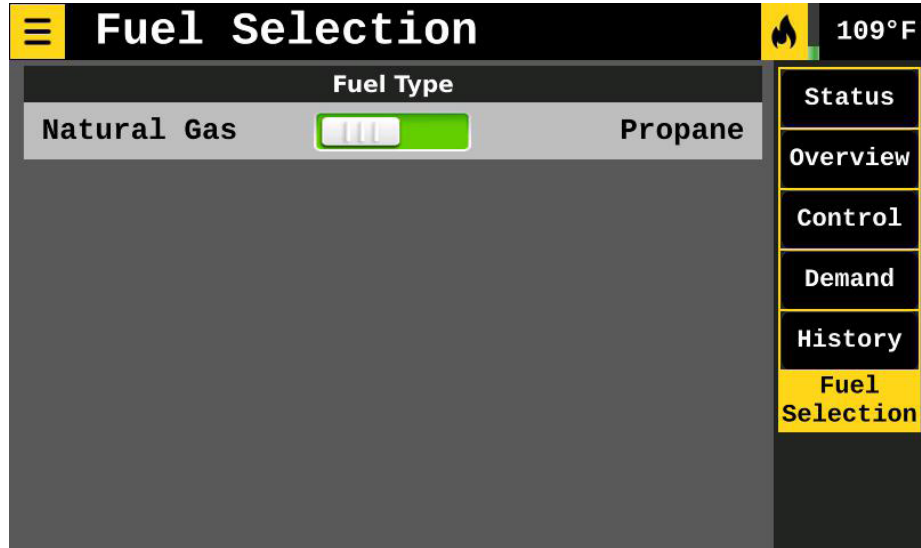 Fuel Selection
109°F
Fuel Type
Natural Gas
Propane
Status
Overview
Control
Demand
History
Fuel
Selection